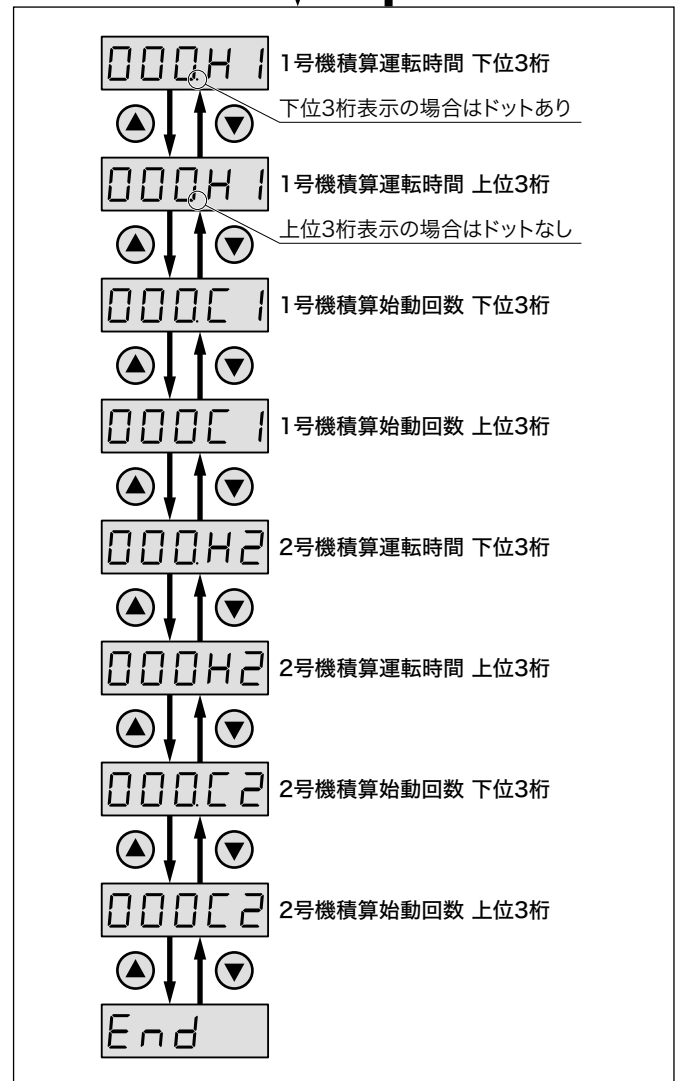 000.H1 1号機積算運転時間 下位3桁
下位3桁表示の場合はドットあり
000H1 1号機積算運転時間 上位3桁
上位3桁表示の場合はドットなし
000.C1 1号機積算始動回数 下位3桁
000C1 1号機積算始動回数 上位3桁
000.H2 2号機積算運転時間 下位3桁
000H2 2号機積算運転時間 上位3桁
000.C2 2号機積算始動回数 下位3桁
000C2 2号機積算始動回数 上位3桁
End